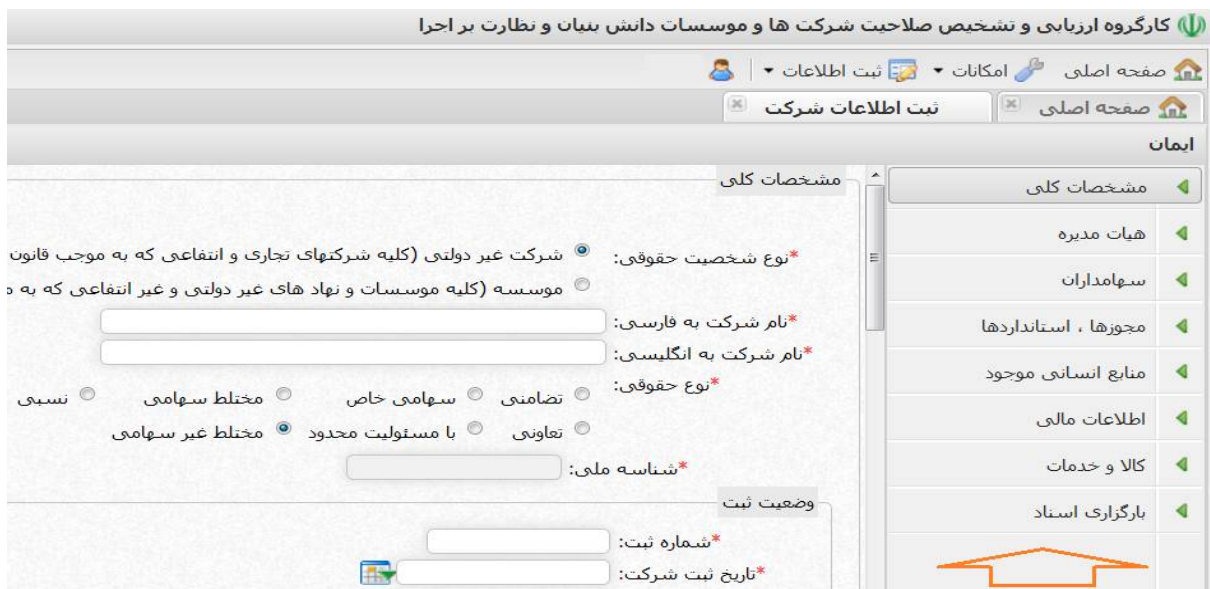 کارگروه ارزیابی و تشخیص صلاحیت شرکت ها و موسسات دانش بنیان و نظارت بر اجرا
صفحه اصلی امکانات ثبت اطلاعات
صفحه اصلی ثبت اطلاعات شرکت
ایمان
مشخصات کلی
هیات مدیره
سهامداران
مجوزها ، استانداردها
منابع انسانی موجود
اطلاعات مالی
کالا و خدمات
بارگزاری اسناد
مشخصات کلی
*نوع شخصیت حقوقی: شرکت غیر دولتی (کلیه شرکتهای تجاری و انتفاعی که به موجب قانون
موسسه (کلیه موسسات و نهاد های غیر دولتی و غیر انتفاعی که به
*نام شرکت به فارسی:
*نام شرکت به انگلیسی:
*نوع حقوقی: تضامنی سهامی خاص مختلط سهامی نسبی
تعاونی با مسئولیت محدود مختلط غیر سهامی
*شناسه ملی:
وضعیت ثبت
*شماره ثبت:
*تاریخ ثبت شرکت: